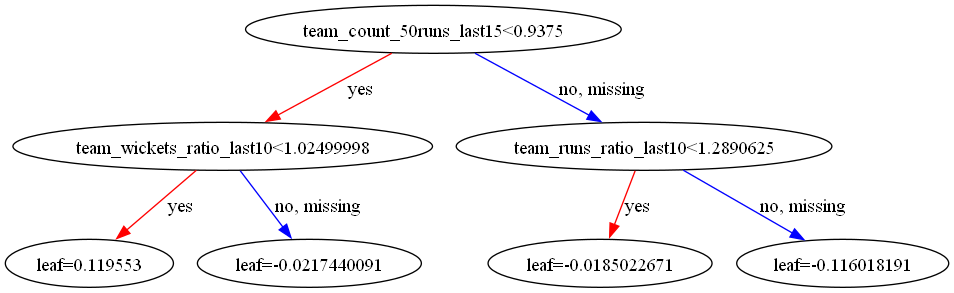 team_count_50runs_last15<0.9375
yes
no, missing
team_wickets_ratio_last10<1.02499998
team_runs_ratio_last10<1.2890625
yes
no, missing
yes
no, missing
leaf=0.119553
leaf=-0.0217440091
leaf=-0.0185022671
leaf=-0.116018191